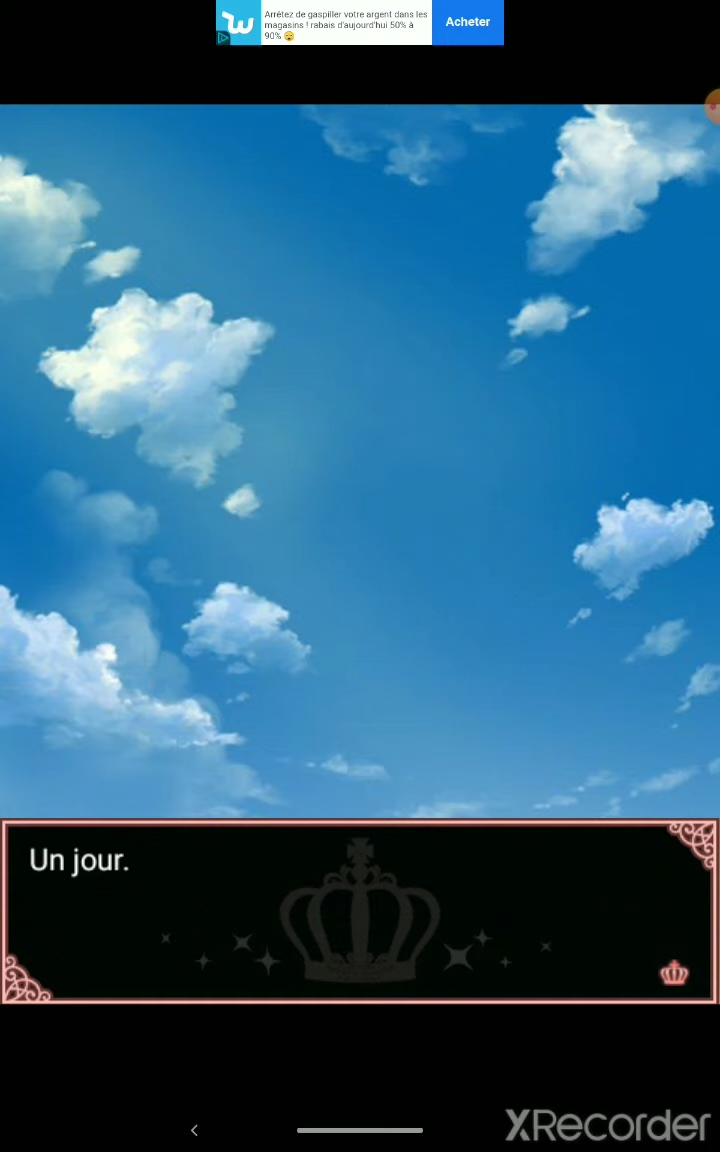 Arrêtez de gaspiller votre argent dans les
magasins ! rabais d'aujourd'hui 50% à
90% 😪
Acheter
Un jour.
XRecorder